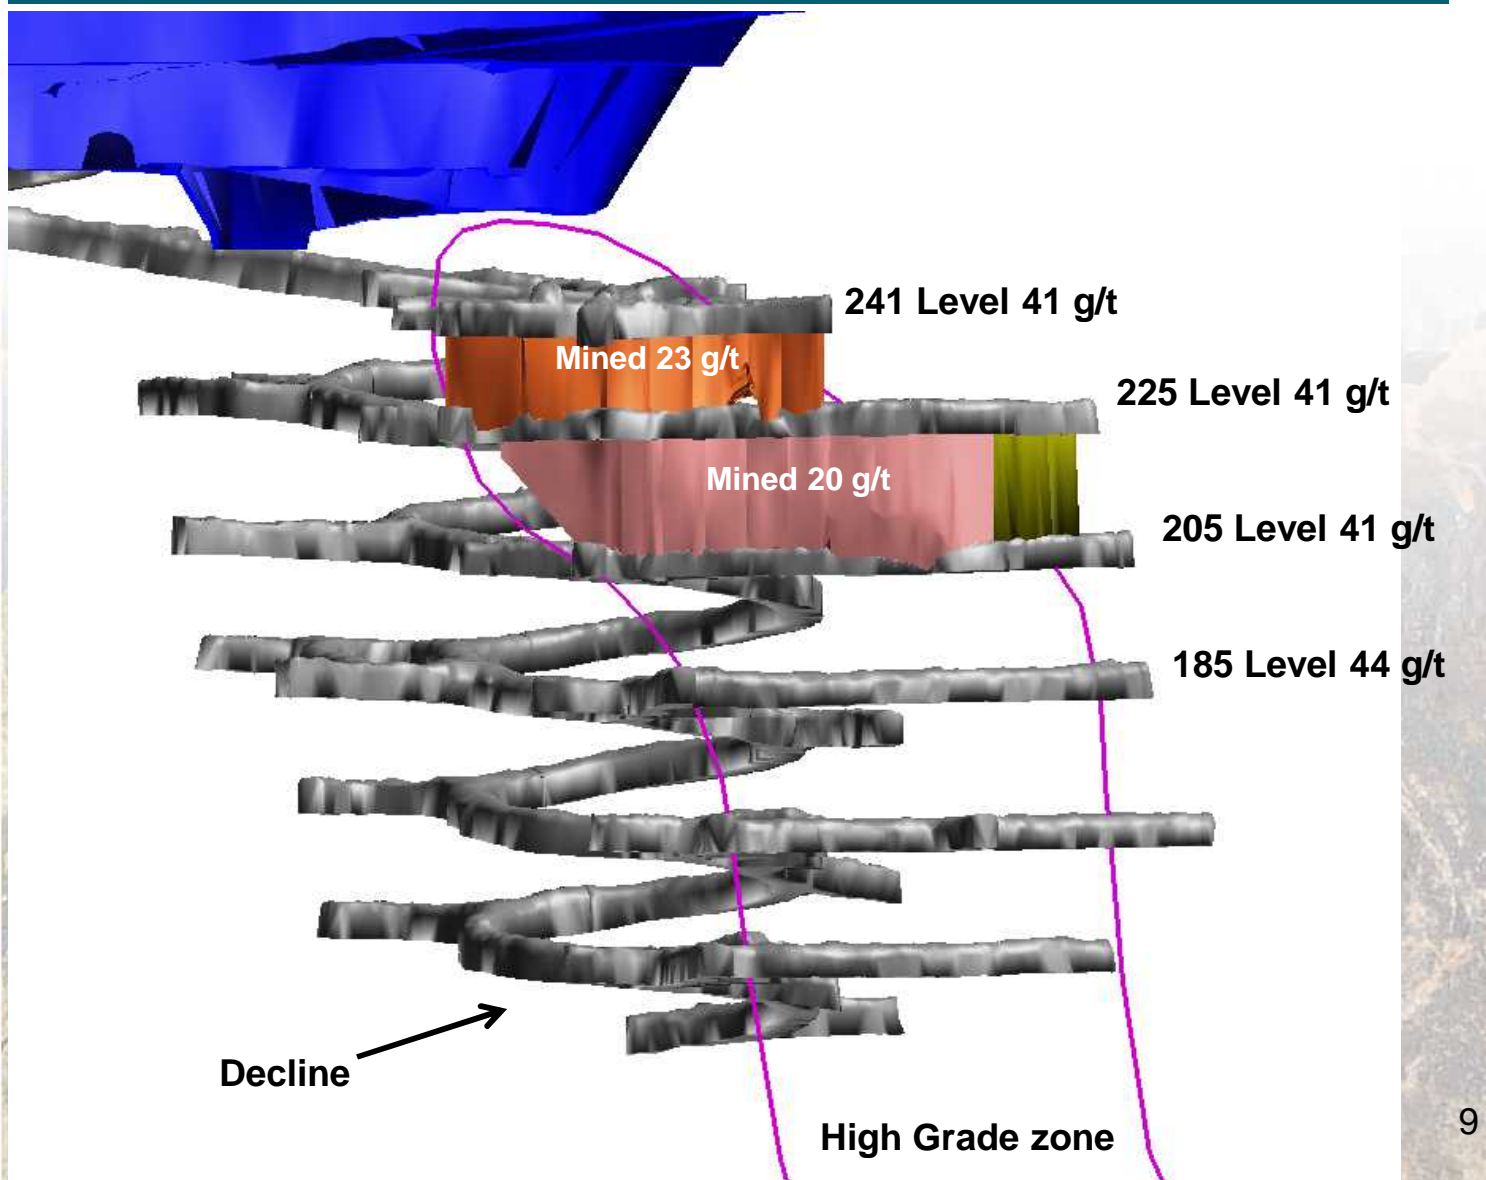 241 Level 41 g/t
Mined 23 g/t
225 Level 41 g/t
Mined 20 g/t
205 Level 41 g/t
185 Level 44 g/t
Decline
High Grade zone
9